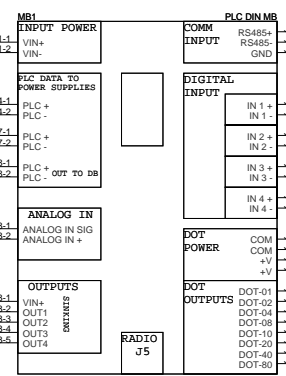 MB1
PLC DIN MB
INPUT POWER
VIN+
VIN-
PLC DATA TO
POWER SUPPLIES
PLC +
PLC -
PLC +
PLC -
PLC +
PLC - OUT TO DB
ANALOG IN
ANALOG IN SIG
ANALOG IN +
OUTPUTS
VIN+
OUT1
OUT2
OUT3
OUT4
SINKING
RADIO
J5
COMM
INPUT
RS485+
RS485-
GND
DIGITAL
INPUT
IN 1 +
IN 1 -
IN 2 +
IN 2 -
IN 3 +
IN 3 -
IN 4 +
IN 4 -
DOT
POWER
COM
COM
+V
+V
DOT
OUTPUTS
DOT-01
DOT-02
DOT-04
DOT-08
DOT-10
DOT-20
DOT-40
DOT-80